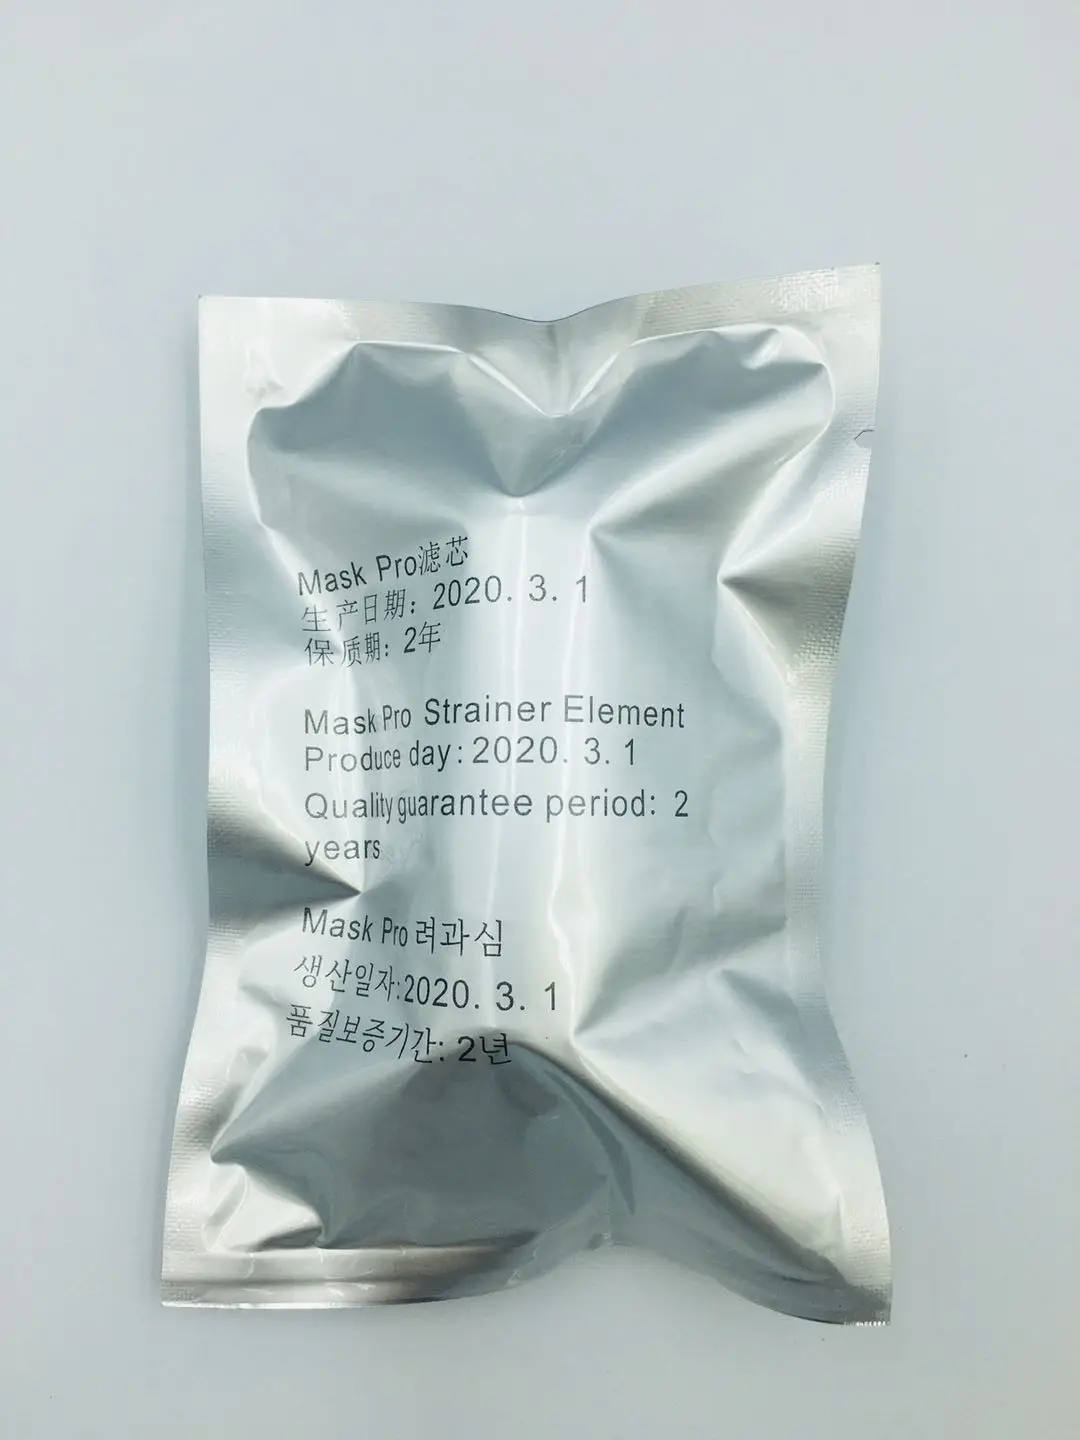 Mask Pro滤芯
生产日期: 2020. 3. 1
保质期: 2年
Mask Pro Strainer Element
Produce day: 2020. 3. 1
Quality guarantee period: 2
years
Mask Pro 려과심
생산일자:2020. 3. 1
품질보증기간: 2년